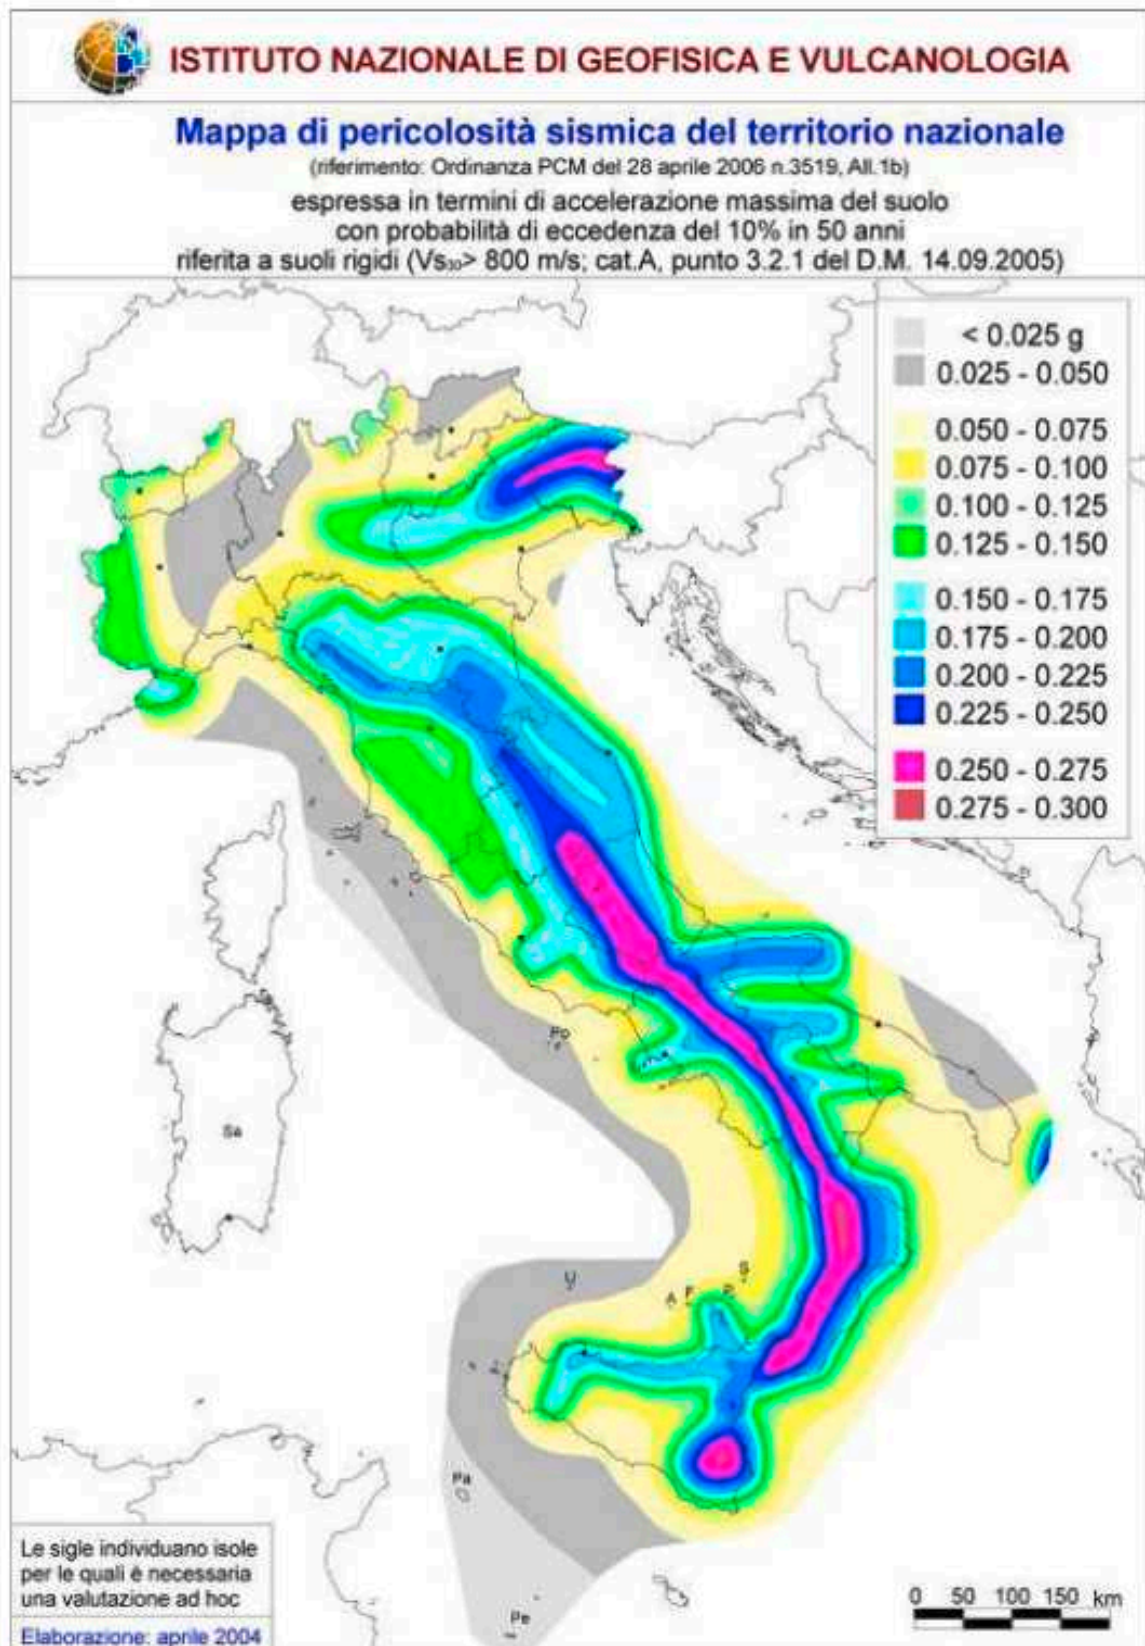 ISTITUTO NAZIONALE DI GEOFISICA E VULCANOLOGIA
Mappa di pericolosità sismica del territorio nazionale
(riferimento: Ordinanza PCM del 28 aprile 2006 n.3519, All.1b)
espressa in termini di accelerazione massima del suolo
con probabilità di eccedenza del 10% in 50 anni
riferita a suoli rigidi (Vs₃₀> 800 m/s; cat.A, punto 3.2.1 del D.M. 14.09.2005)
< 0.025 g
0.025 - 0.050
0.050 - 0.075
0.075 - 0.100
0.100 - 0.125
0.125 - 0.150
0.150 - 0.175
0.175 - 0.200
0.200 - 0.225
0.225 - 0.250
0.250 - 0.275
0.275 - 0.300
Po
Sa
S
U
A
F
P
Pa
Pe
Le sigle individuano isole
per le quali è necessaria
una valutazione ad hoc
Elaborazione: aprile 2004
0 50 100 150 km